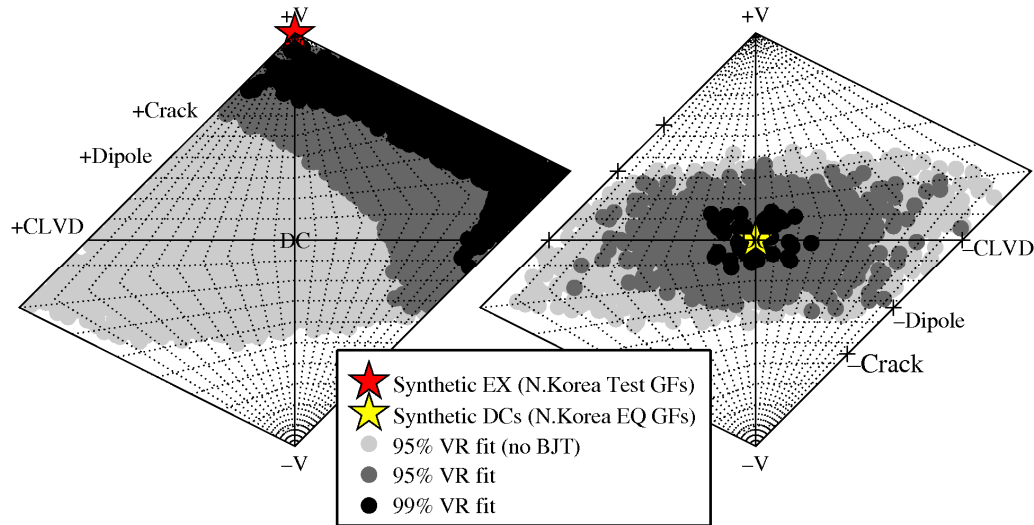 +V
+Crack
+Dipole
+CLVD
DC
−V
+V
−CLVD
−Dipole
−Crack
−V
Synthetic EX (N.Korea Test GFs)
Synthetic DCs (N.Korea EQ GFs)
95% VR fit (no BJT)
95% VR fit
99% VR fit